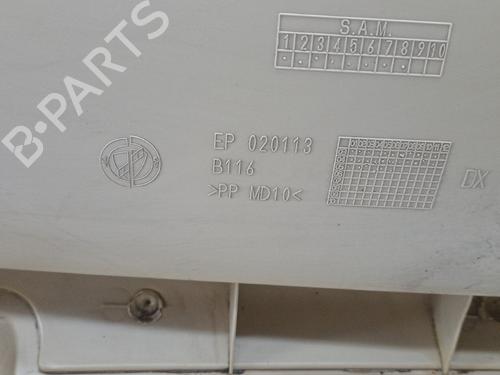 S.A.M.
1 2 3 4 5 6 7 8 9 10
B-PARTS
EP 020113
B116
>PP MD10<
DX